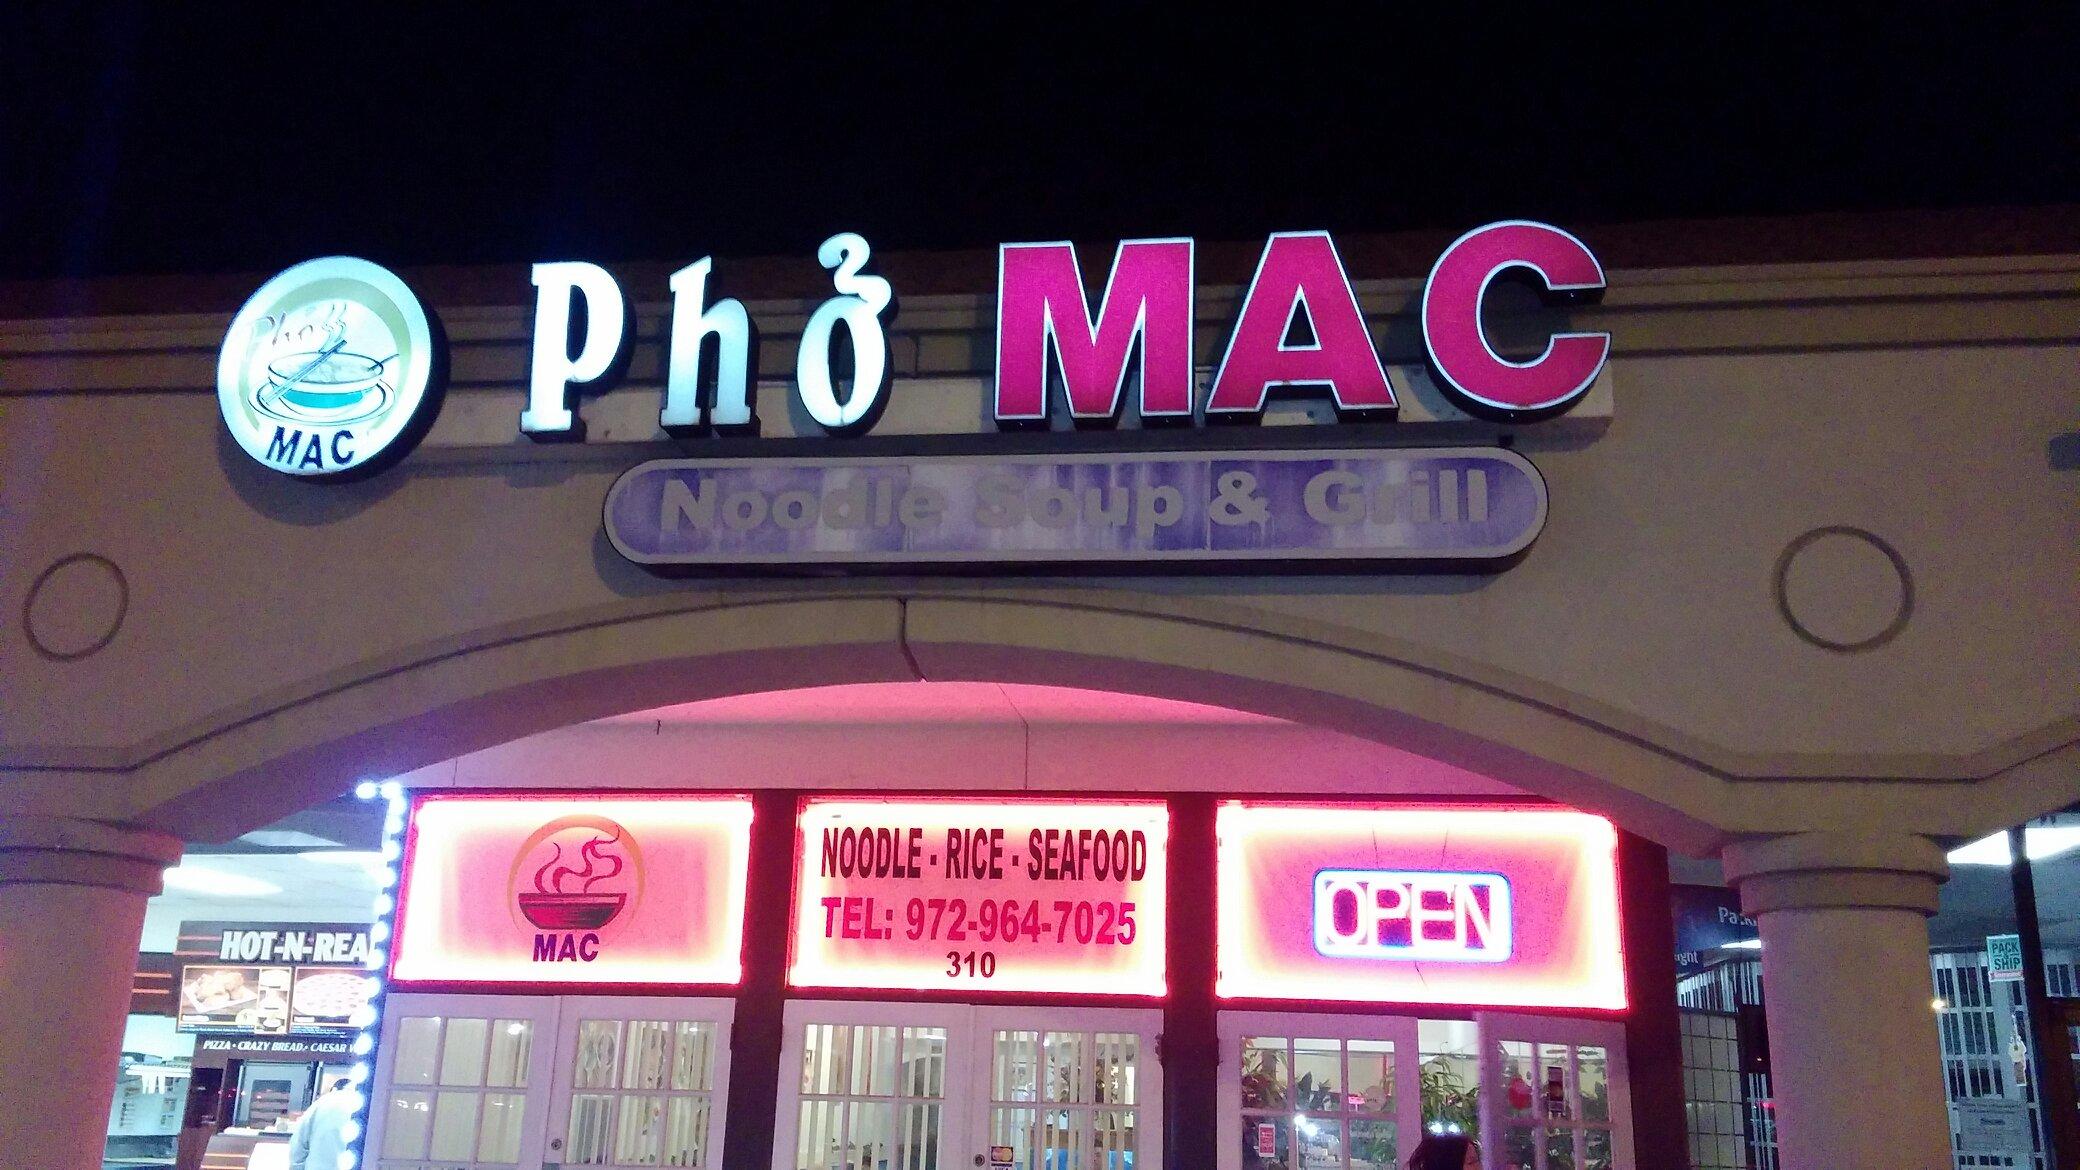 Phở MAC
Phở
MAC
Noodle Soup & Grill
MAC
NOODLE - RICE - SEAFOOD
TEL: 972-964-7025
310
OPEN
HOT-N-REA
PIZZA · CRAZY BREAD · CAESAR W
PACK
SHIP